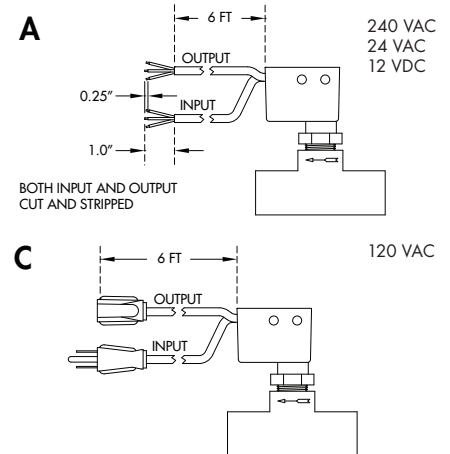 A
6 FT
240 VAC
24 VAC
12 VDC
OUTPUT
0.25"
INPUT
1.0"
BOTH INPUT AND OUTPUT
CUT AND STRIPPED
C
6 FT
120 VAC
OUTPUT
INPUT